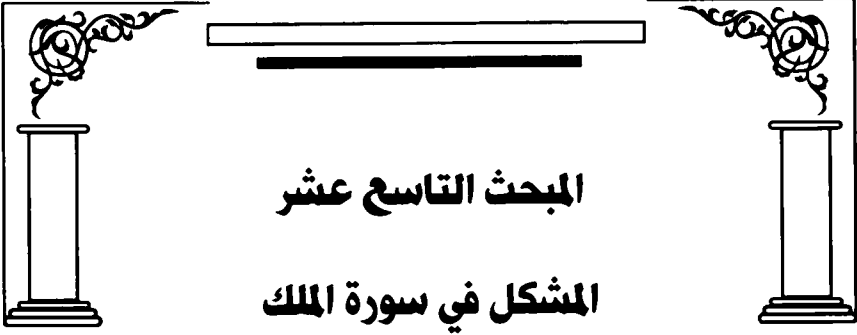 المبحث التاسع عشر
المشكل في سورة الملك